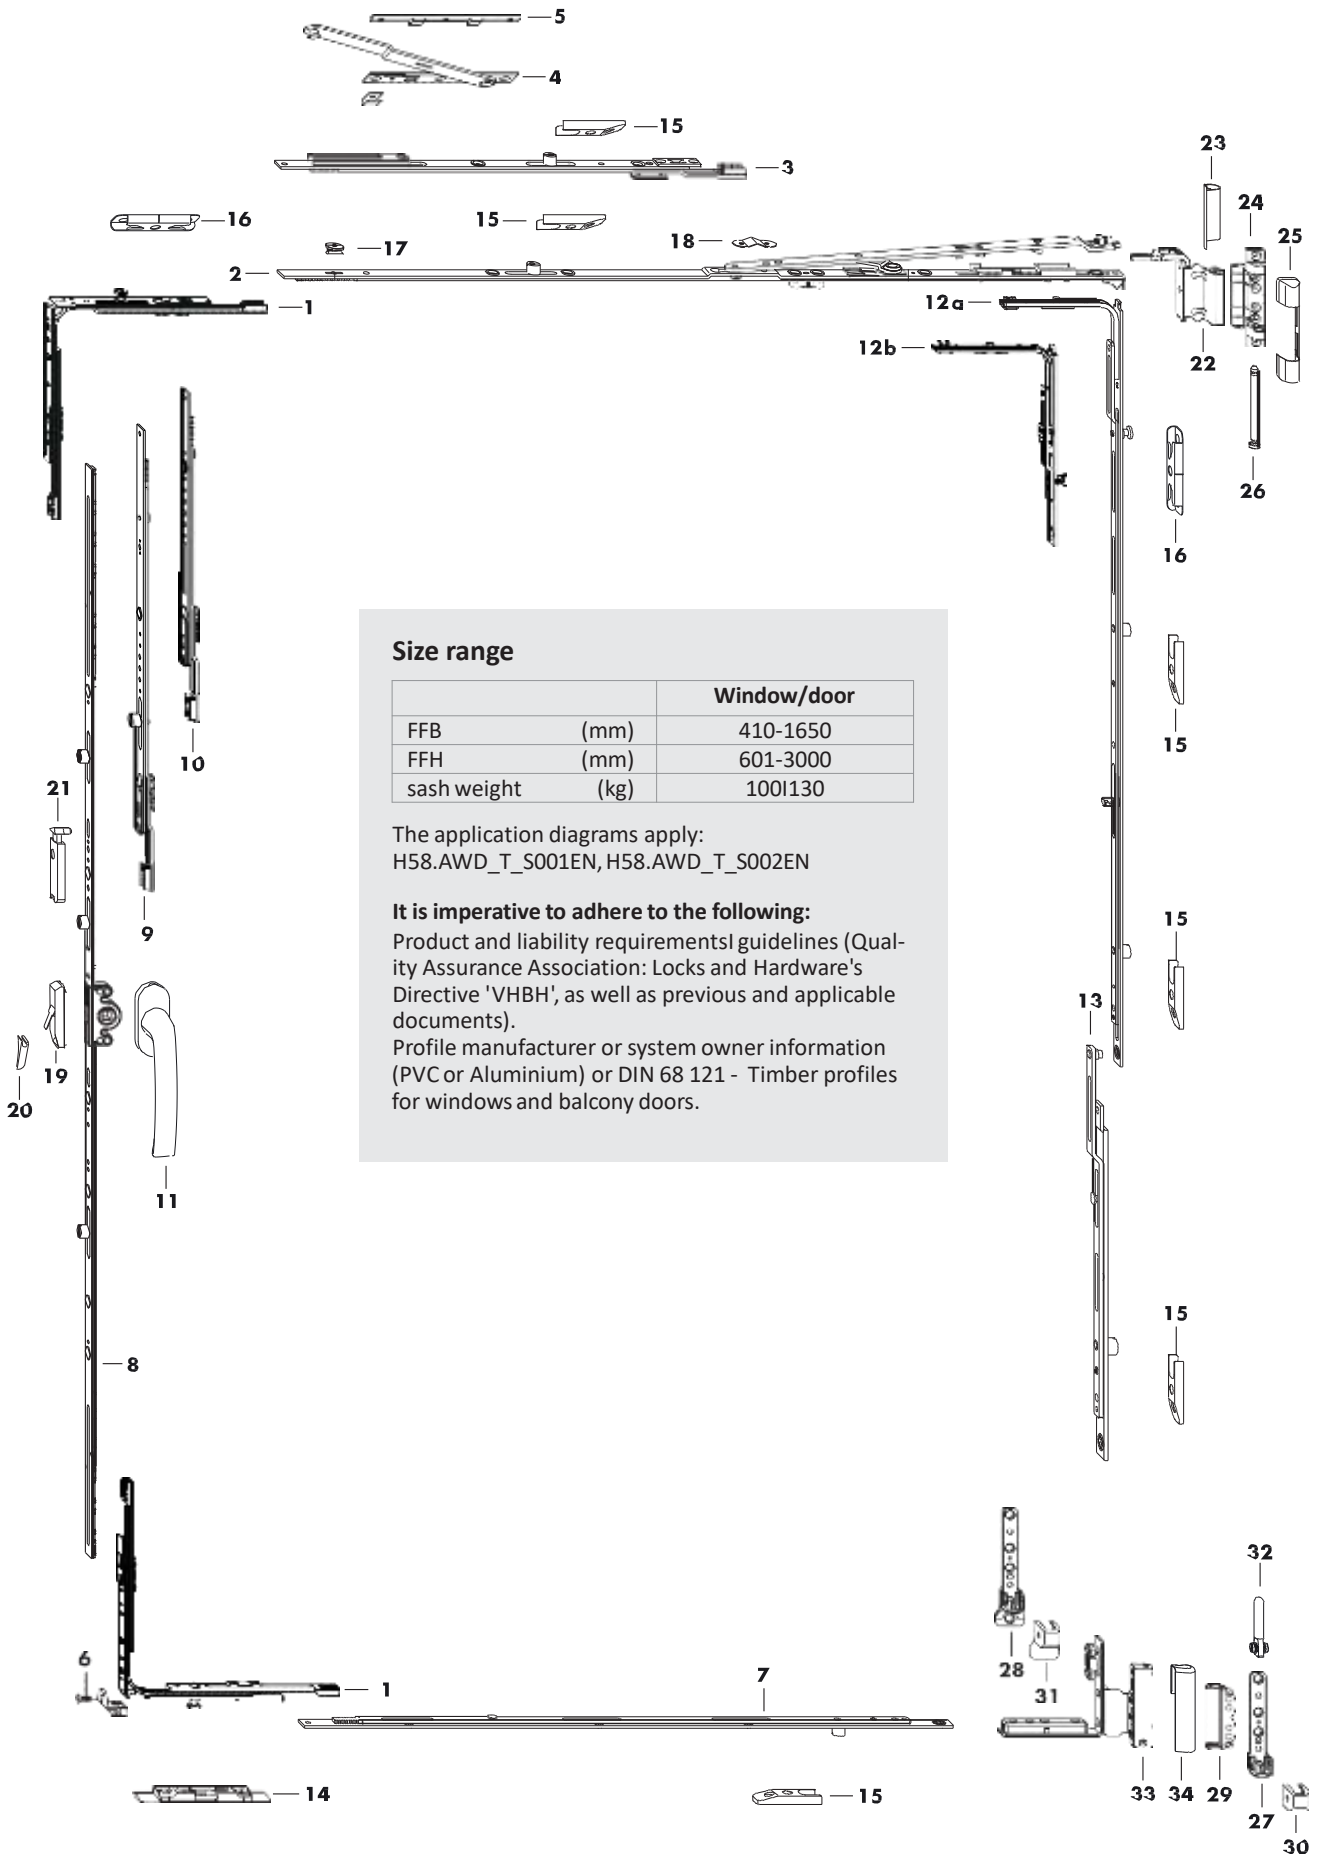 5
4
15
3
23
16
15
24
17
18
25
2
1
12a
12b
22
26
16
Size range
Window/door
FFB (mm) 410-1650
FFH (mm) 601-3000
sash weight (kg) 100I130
The application diagrams apply:
H58.AWD_T_S001EN, H58.AWD_T_S002EN
It is imperative to adhere to the following:
Product and liability requirementsI guidelines (Qual-
ity Assurance Association: Locks and Hardware's
Directive 'VHBH', as well as previous and applicable
documents).
Profile manufacturer or system owner information
(PVC or Aluminium) or DIN 68 121 - Timber profiles
for windows and balcony doors.
15
10
21
9
15
13
19
20
11
15
8
32
6
28
7
1
31
14
15
33
34
29
27
30